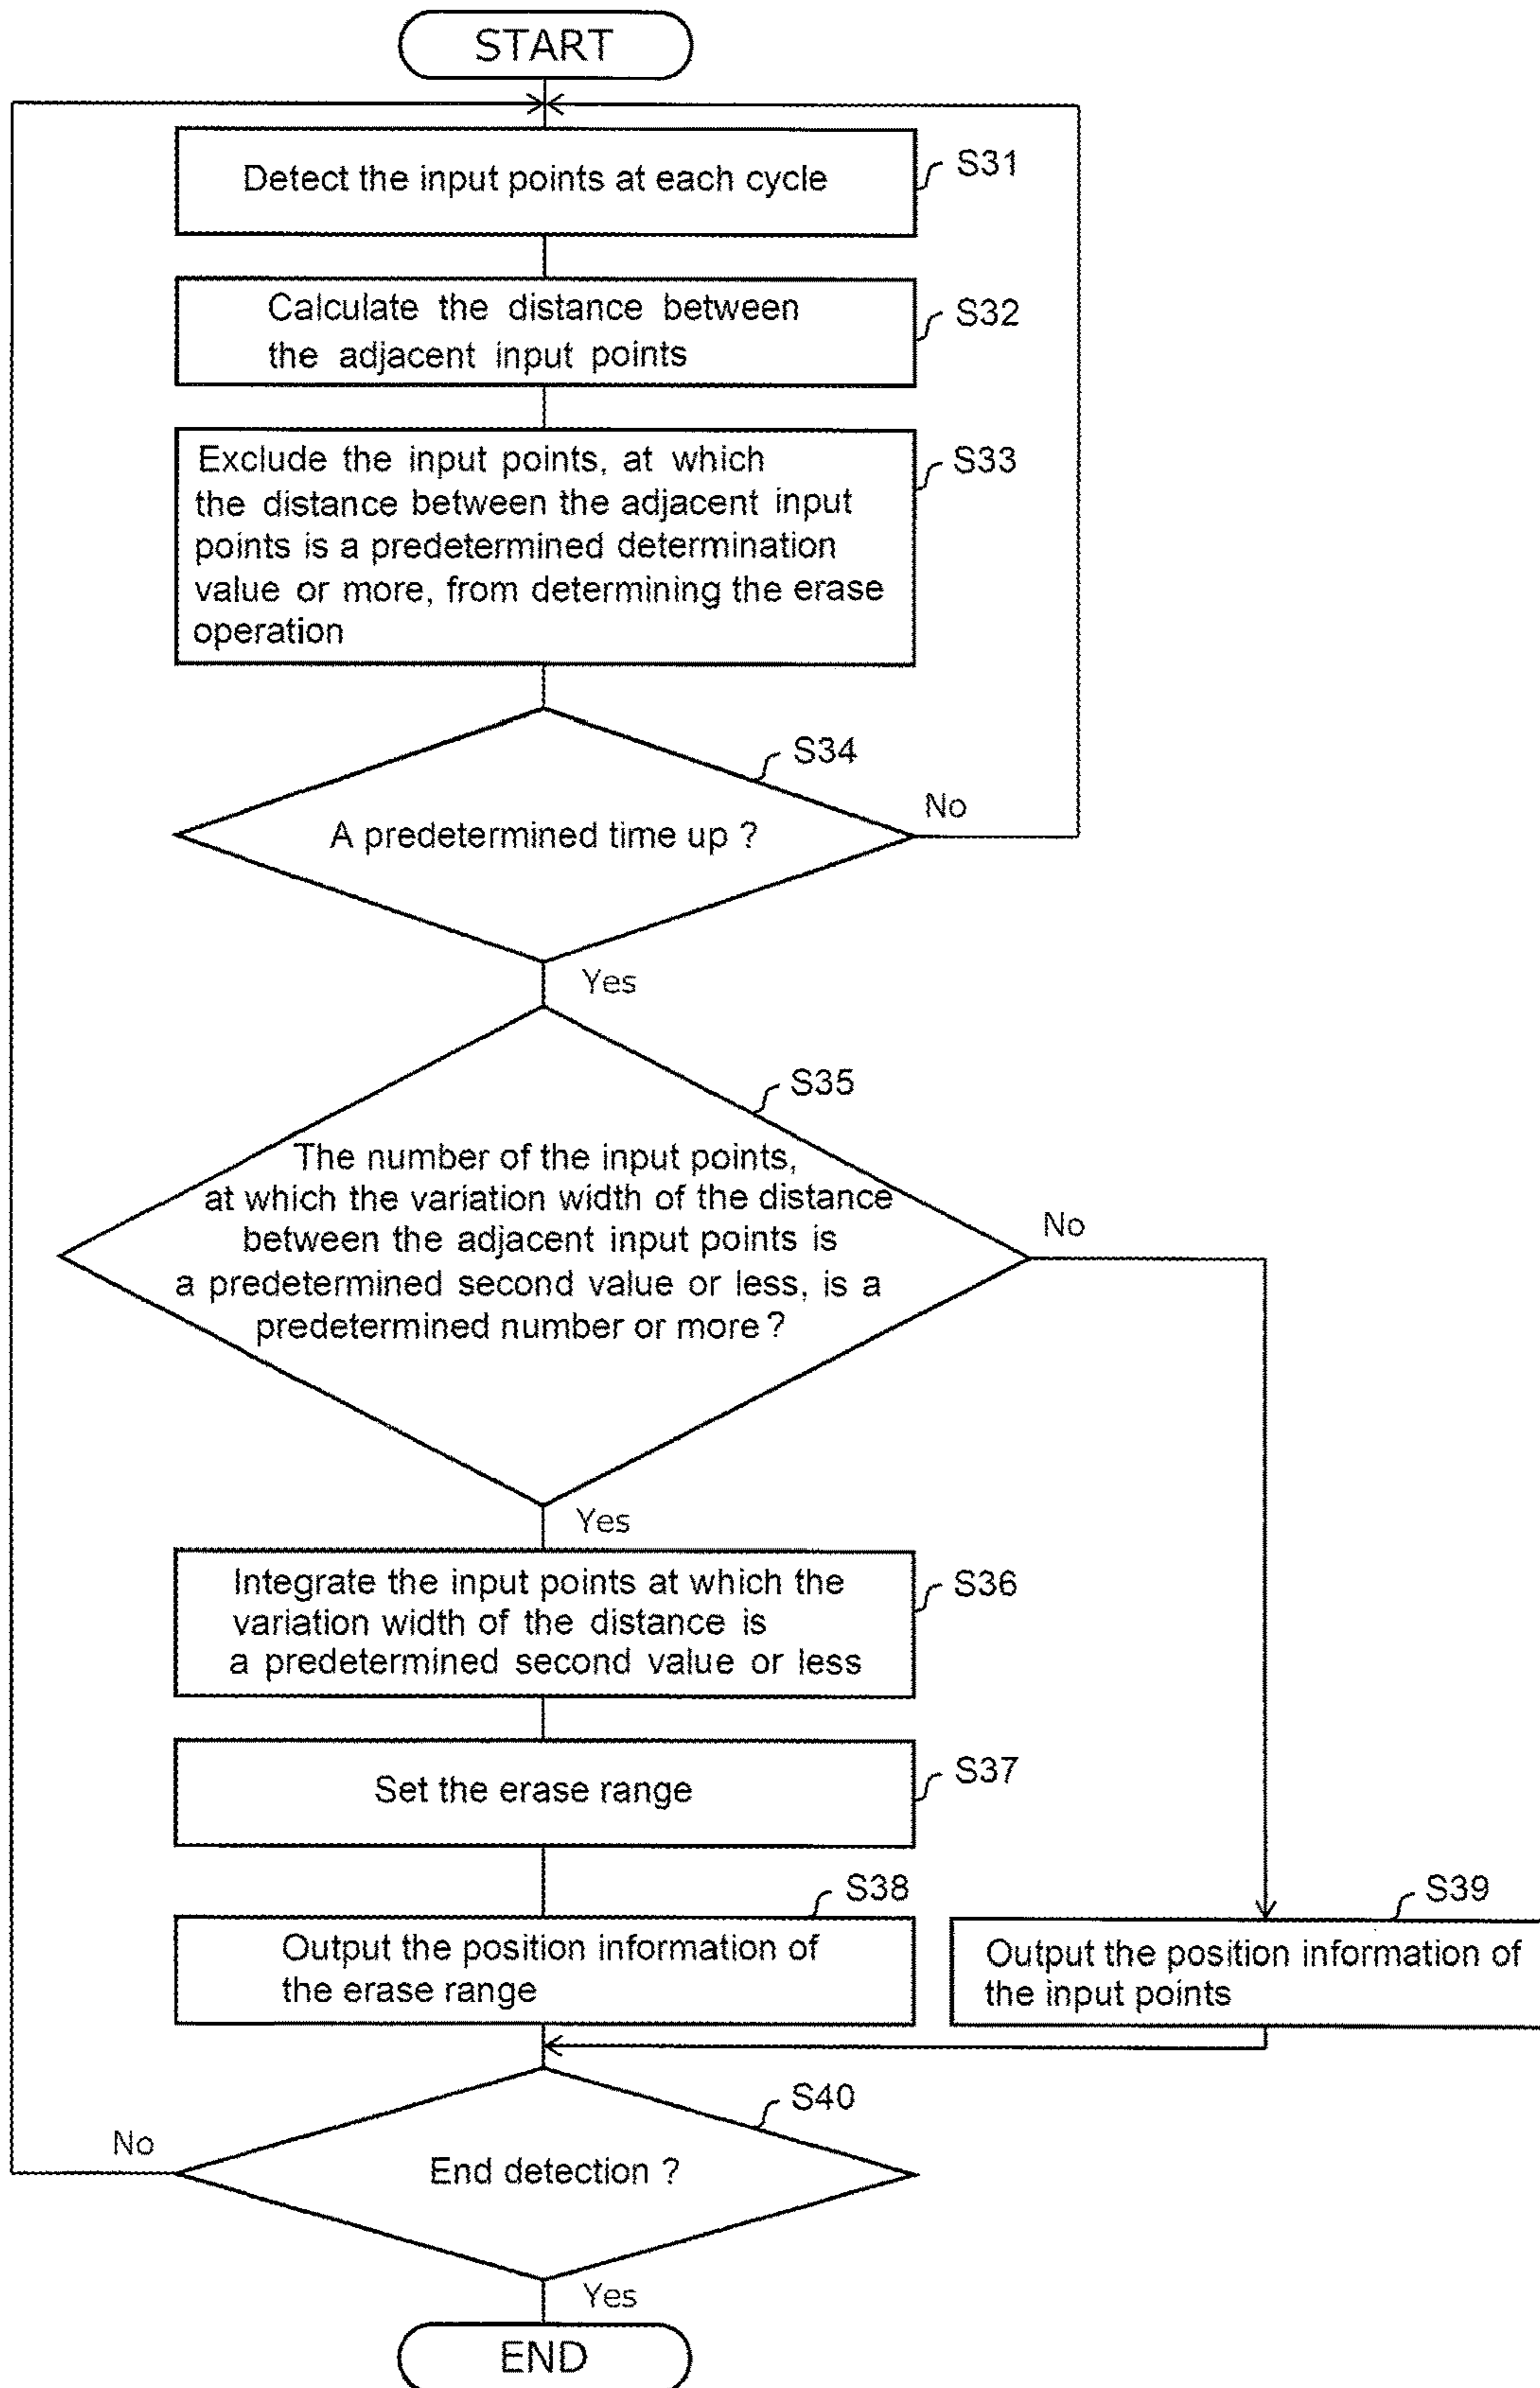 START
Detect the input points at each cycle
S31
Calculate the distance between
the adjacent input points
S32
Exclude the input points, at which
the distance between the adjacent input
points is a predetermined determination
value or more, from determining the erase
operation
S33
S34
A predetermined time up ?
No
Yes
S35
The number of the input points,
at which the variation width of the distance
between the adjacent input points is
a predetermined second value or less, is a
predetermined number or more ?
No
Yes
Integrate the input points at which the
variation width of the distance is
a predetermined second value or less
S36
Set the erase range
S37
S38
Output the position information of
the erase range
S39
Output the position information of
the input points
S40
End detection ?
No
Yes
END